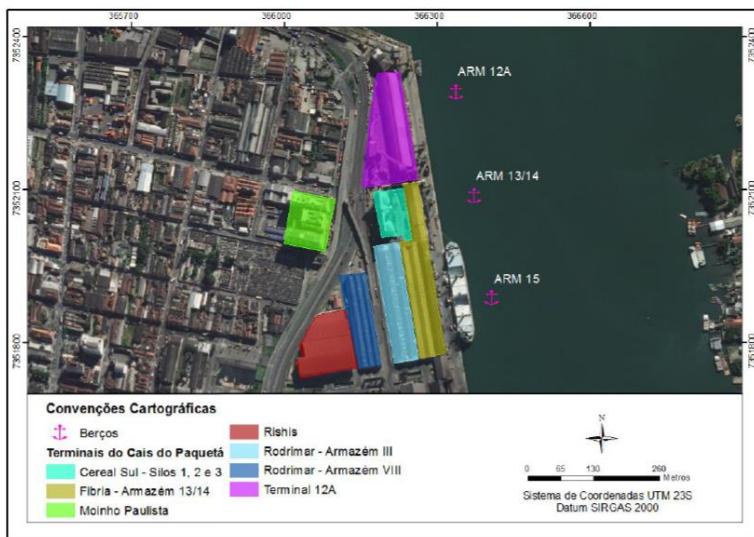 365700 366000 366300 366600
7352400 7352400
ARM 12A
ARM 13/14
7352100 7352100
ARM 15
7351800 7351800
Convenções Cartográficas
Berços
Terminais do Cais do Paquetá
Cereal Sul - Silos 1, 2 e 3
Fibria - Armazém 13/14
Moinho Paulista
Rishis
Rodrimar - Armazém III
Rodrimar - Armazém VIII
Terminal 12A
N
0 65 130 260
Metros
Sistema de Coordenadas UTM 23S
Datum SIRGAS 2000